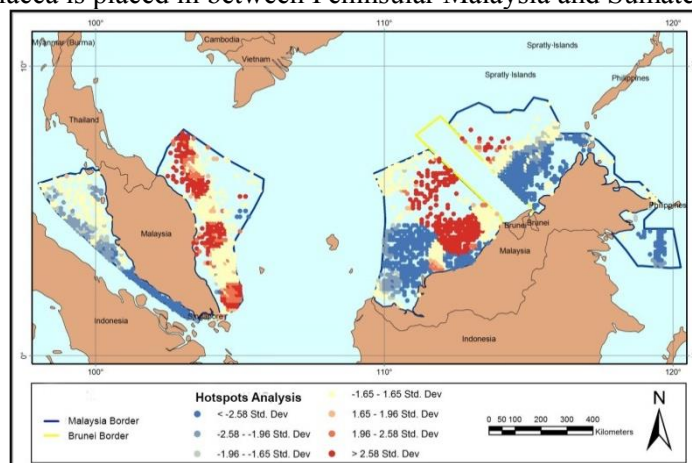 nacca is placed in between Peninsular Malaysia and Sumate
100°
110°
120°
Myanmar (Burma)
Cambodia
Vietnam
Spratly-Islands
10°
Spratly Islands
Philippines
Thailand
Malaysia
Philippines
Brunei
Brunei
Malaysia
Indonesia
Indonesia
0°
100°
110°
120°
Hotspots Analysis
Malaysia Border
Brunei Border
< -2.58 Std. Dev
-2.58 - -1.96 Std. Dev
-1.96 - -1.65 Std. Dev
-1.65 - 1.65 Std. Dev
1.65 - 1.96 Std. Dev
1.96 - 2.58 Std. Dev
> 2.58 Std. Dev
0 50 100 200 300 400
Kilometers
N